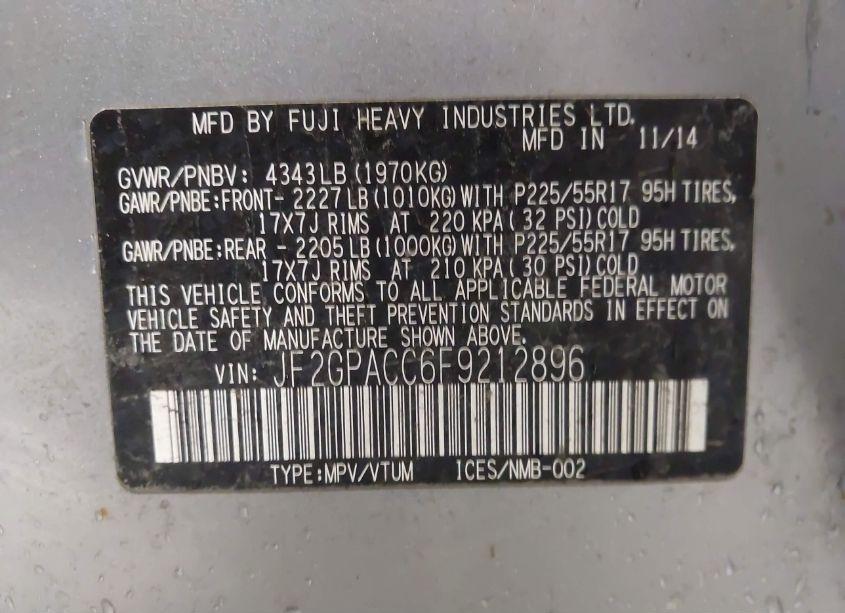 MFD BY FUJI HEAVY INDUSTRIES LTD.
MFD IN 11/14
GVWR/PNBV: 4343LB(1970KG)
GAWR/PNBE:FRONT- 2227LB(1010KG)WITH P225/55R17 95H TIRES,
17X7J RIMS AT 220 KPA( 32 PSI)COLD
GAWR/PNBE:REAR - 2205LB(1000KG)WITH P225/55R17 95H TIRES,
17X7J RIMS AT 210 KPA( 30 PSI)COLD
THIS VEHICLE CONFORMS TO ALL APPLICABLE FEDERAL MOTOR
VEHICLE SAFETY AND THEFT PREVENTION STANDARDS IN EFFECT ON
THE DATE OF MANUFACTURE SHOWN ABOVE.
VIN: JF2GPACC6F9212896
TYPE:MPV/VTUM ICES/NMB-002